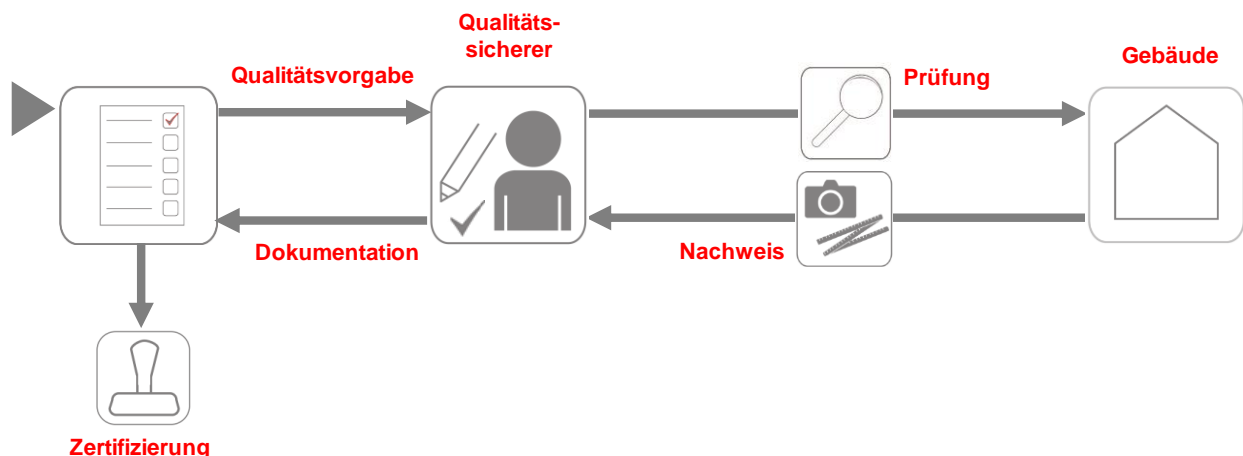 Qualitäts-
sicherer
Qualitätsvorgabe
Prüfung
Gebäude
Dokumentation
Nachweis
Zertifizierung